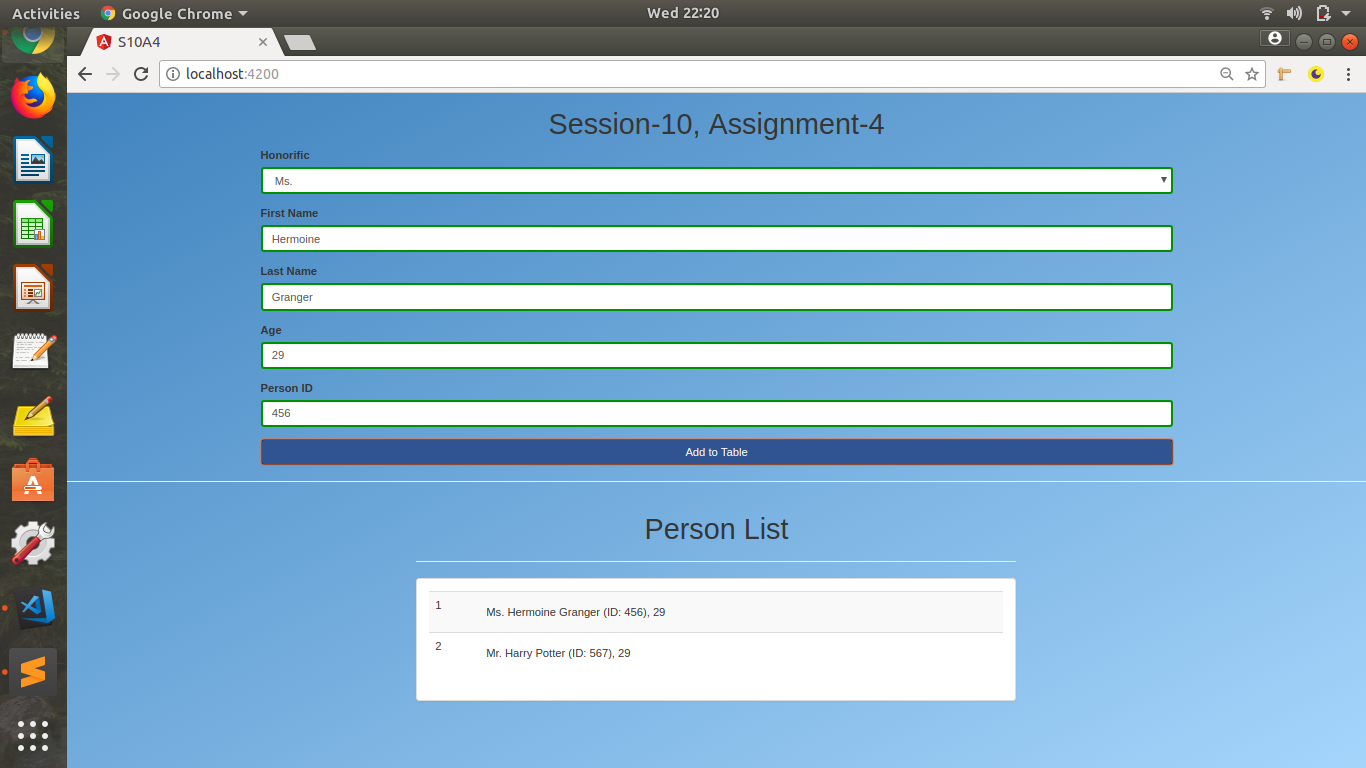 Activities Google Chrome Wed 22:20
S10A4
localhost:4200
Session-10, Assignment-4
Honorific
Ms.
First Name
Hermoine
Last Name
Granger
Age
29
Person ID
456
Add to Table
Person List
1 Ms. Hermoine Granger (ID: 456), 29
2 Mr. Harry Potter (ID: 567), 29